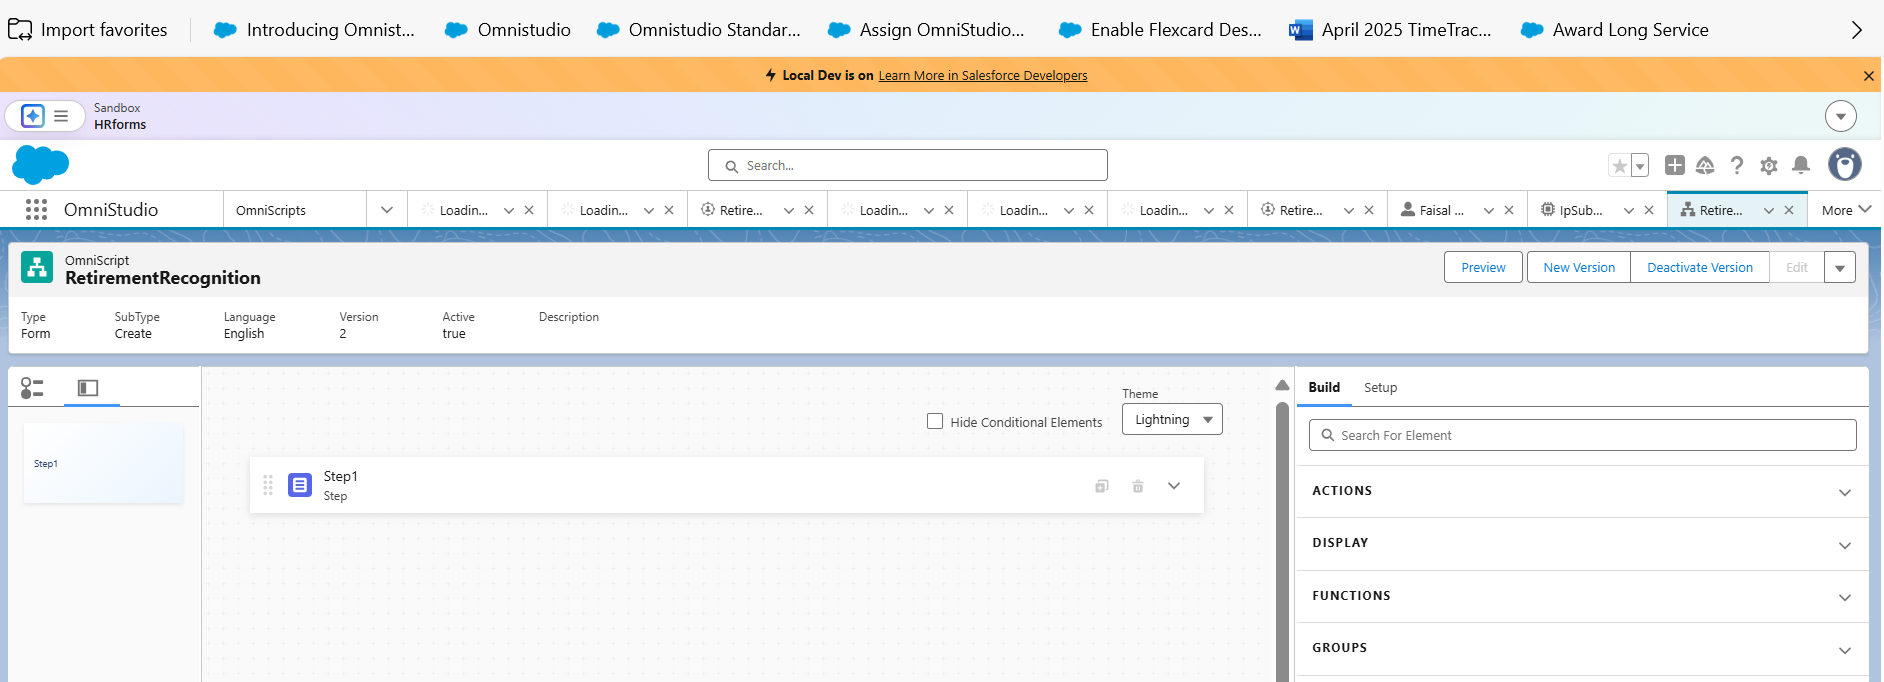 Import favorites
Introducing Omnist...
Omnistudio
Omnistudio Standar...
Assign OmniStudio...
Enable Flexcard Des...
April 2025 TimeTrac...
Award Long Service
Local Dev is on Learn More in Salesforce Developers
Sandbox
HRforms
Search...
OmniStudio
OmniScripts
Loadin...
Loadin...
Retire...
Loadin...
Loadin...
Loadin...
Retire...
Faisal ...
IpSub...
Retire...
More
OmniScript
RetirementRecognition
Preview
New Version
Deactivate Version
Edit
Type
SubType
Language
Version
Active
Description
Form
Create
English
2
true
Theme
Build
Setup
Hide Conditional Elements
Lightning
Search For Element
Step1
Step1
Step
ACTIONS
DISPLAY
FUNCTIONS
GROUPS